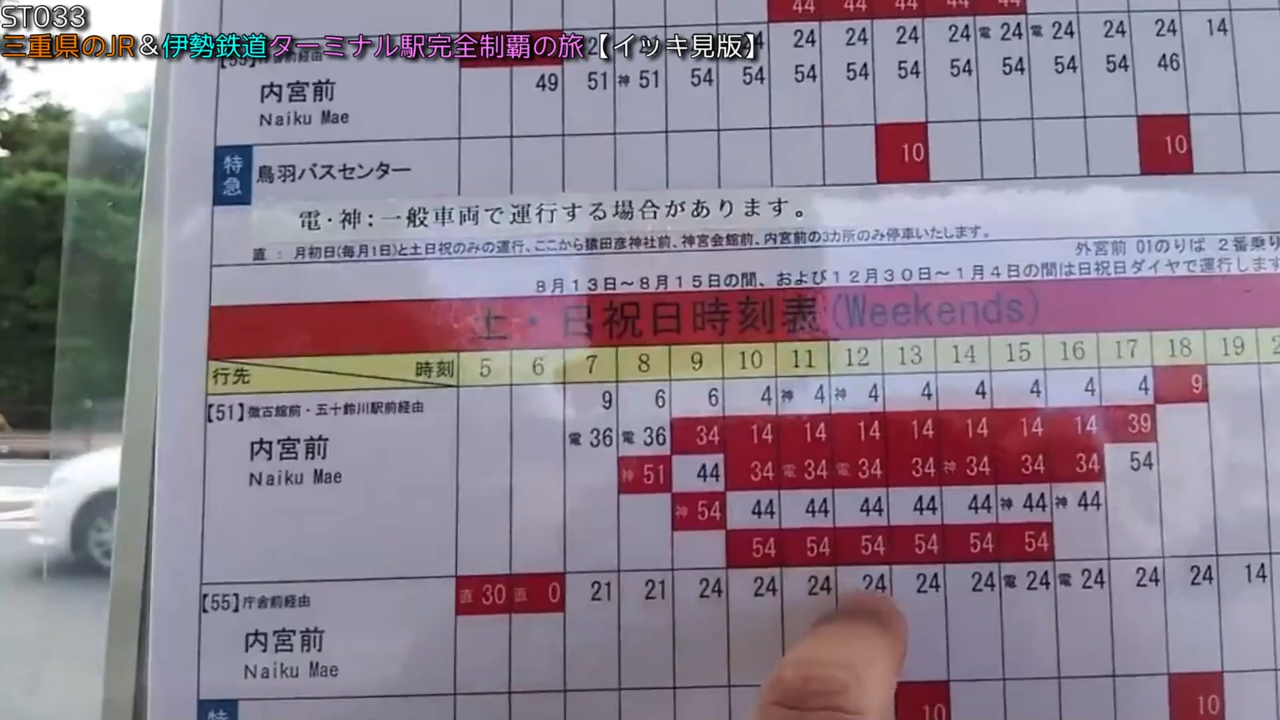 ST033
三重県のJR＆伊勢鉄道ターミナル駅完全制覇の旅【イッキ見版】
44 44 44 44 44
24 24 24 24 電 24 電 24 24 24 14
内宮前 49 51 神 51 54 54 54 54 54 54 54 54 46
Naiku Mae
特急 鳥羽バスセンター 10 10
電・神：一般車両で運行する場合があります。
直：月初日(毎月1日)と土日祝のみの運行、ここから猿田彦神社前、神宮会館前、内宮前の3カ所のみ停車いたします。
外宮前 01のりば 2番乗り
8月13日～8月15日の間、および12月30日～1月4日の間は日祝日ダイヤで運行します
土・日祝日時刻表(Weekends)
行先 時刻 5 6 7 8 9 10 11 12 13 14 15 16 17 18 19 2
【51】徴古館前・五十鈴川駅前経由 9 6 6 4 神 4 神 4 4 4 4 4 4 9
内宮前 電 36 電 36 34 14 14 14 14 14 14 14 39
Naiku Mae 神 51 44 34 電 34 電 34 34 神 34 34 34 54
神 54 44 44 44 44 44 神 44 神 44
54 54 54 54 54 54
【55】庁舎前経由 直 30 直 0 21 21 24 24 24 24 24 24 電 24 電 24 24 24 14
内宮前
Naiku Mae
特 10 10